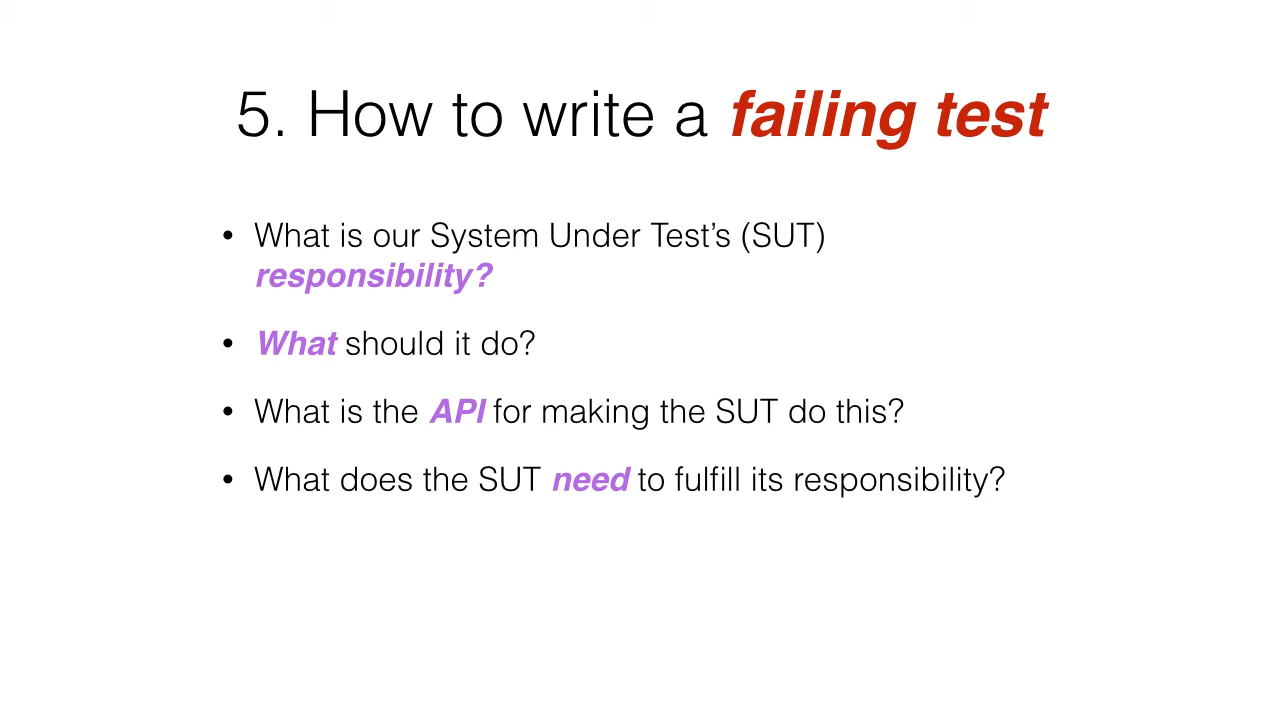 5. How to write a failing test
• What is our System Under Test’s (SUT)
responsibility?
• What should it do?
• What is the API for making the SUT do this?
• What does the SUT need to fulfill its responsibility?